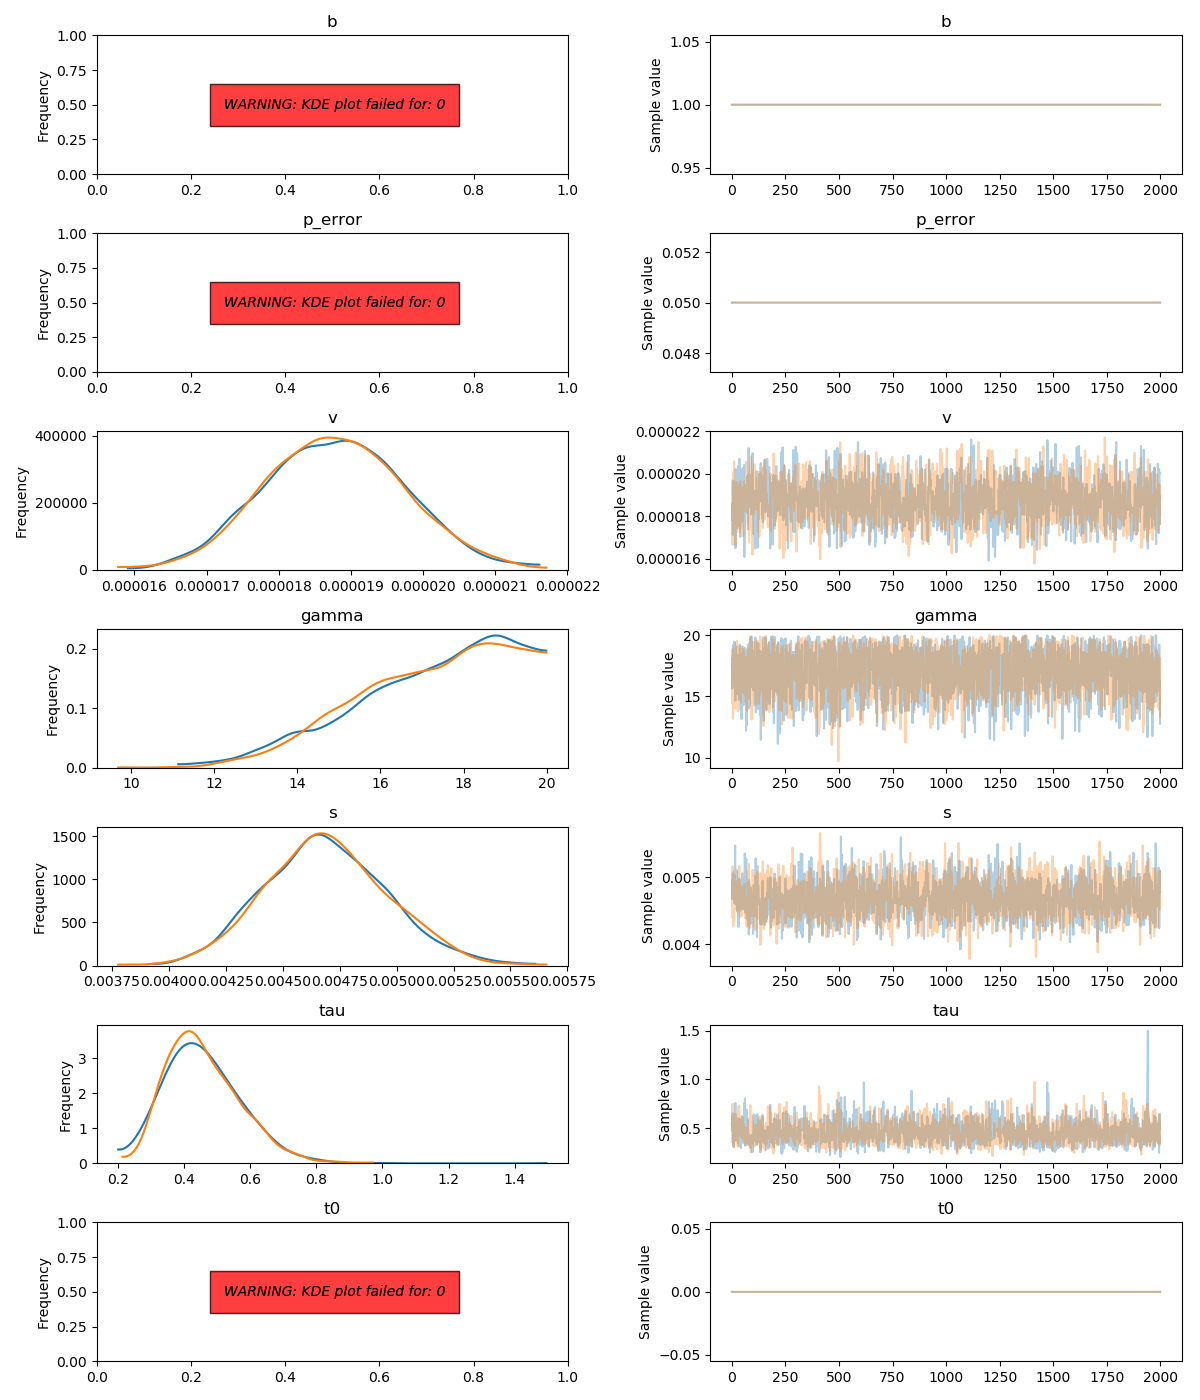 b
b
1.00
0.75
0.50
0.25
0.00
Frequency
WARNING: KDE plot failed for: 0
0.0 0.2 0.4 0.6 0.8 1.0
1.05
1.00
0.95
Sample value
0 250 500 750 1000 1250 1500 1750 2000
p_error
p_error
1.00
0.75
0.50
0.25
0.00
Frequency
WARNING: KDE plot failed for: 0
0.0 0.2 0.4 0.6 0.8 1.0
0.052
0.050
0.048
Sample value
0 250 500 750 1000 1250 1500 1750 2000
v
v
400000
200000
0
Frequency
0.000016 0.000017 0.000018 0.000019 0.000020 0.000021 0.000022
0.000022
0.000020
0.000018
0.000016
Sample value
0 250 500 750 1000 1250 1500 1750 2000
gamma
gamma
0.2
0.1
0.0
Frequency
10 12 14 16 18 20
20
15
10
Sample value
0 250 500 750 1000 1250 1500 1750 2000
s
s
1500
1000
500
0
Frequency
0.00375 0.00400 0.00425 0.00450 0.00475 0.00500 0.00525 0.00550 0.00575
0.005
0.004
Sample value
0 250 500 750 1000 1250 1500 1750 2000
tau
tau
3
2
1
0
Frequency
0.2 0.4 0.6 0.8 1.0 1.2 1.4
1.5
1.0
0.5
Sample value
0 250 500 750 1000 1250 1500 1750 2000
t0
t0
1.00
0.75
0.50
0.25
0.00
Frequency
WARNING: KDE plot failed for: 0
0.0 0.2 0.4 0.6 0.8 1.0
0.05
0.00
−0.05
Sample value
0 250 500 750 1000 1250 1500 1750 2000